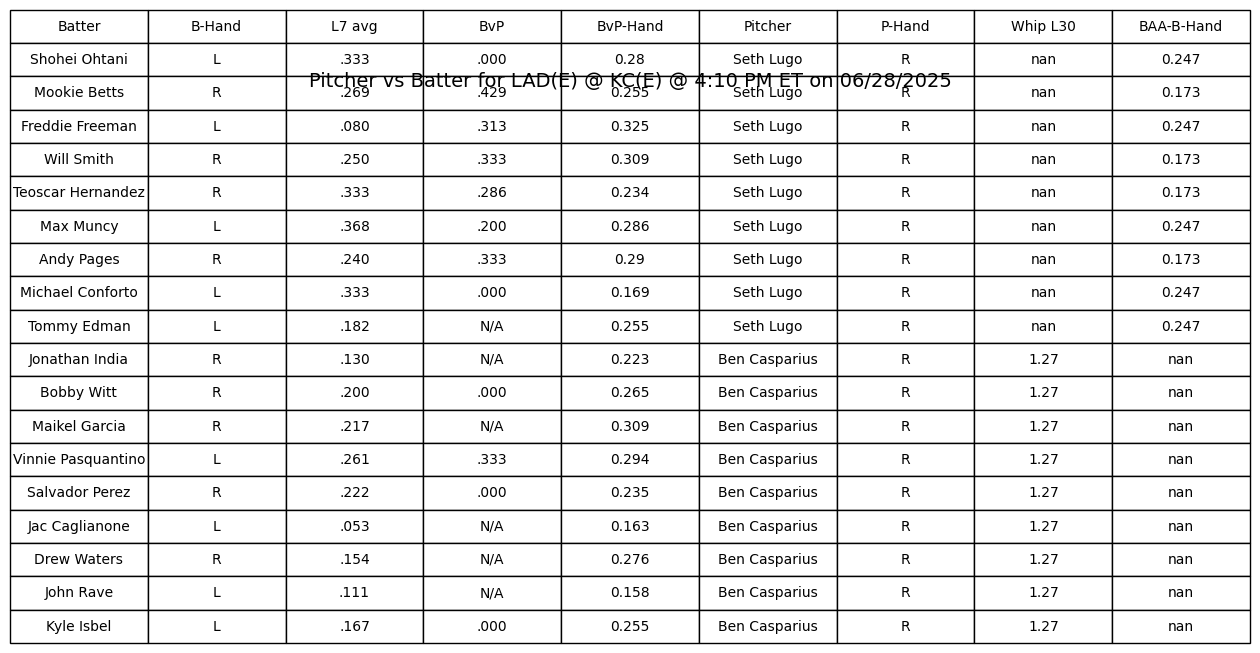 Batter B-Hand L7 avg BvP BvP-Hand Pitcher P-Hand Whip L30 BAA-B-Hand
Shohei Ohtani L .333 .000 0.28 Seth Lugo R nan 0.247
Pitcher vs Batter for LAD(E) @ KC(E) @ 4:10 PM ET on 06/28/2025
Mookie Betts R .269 .429 0.255 Seth Lugo R nan 0.173
Freddie Freeman L .080 .313 0.325 Seth Lugo R nan 0.247
Will Smith R .250 .333 0.309 Seth Lugo R nan 0.173
Teoscar Hernandez R .333 .286 0.234 Seth Lugo R nan 0.173
Max Muncy L .368 .200 0.286 Seth Lugo R nan 0.247
Andy Pages R .240 .333 0.29 Seth Lugo R nan 0.173
Michael Conforto L .333 .000 0.169 Seth Lugo R nan 0.247
Tommy Edman L .182 N/A 0.255 Seth Lugo R nan 0.247
Jonathan India R .130 N/A 0.223 Ben Casparius R 1.27 nan
Bobby Witt R .200 .000 0.265 Ben Casparius R 1.27 nan
Maikel Garcia R .217 N/A 0.309 Ben Casparius R 1.27 nan
Vinnie Pasquantino L .261 .333 0.294 Ben Casparius R 1.27 nan
Salvador Perez R .222 .000 0.235 Ben Casparius R 1.27 nan
Jac Caglianone L .053 N/A 0.163 Ben Casparius R 1.27 nan
Drew Waters R .154 N/A 0.276 Ben Casparius R 1.27 nan
John Rave L .111 N/A 0.158 Ben Casparius R 1.27 nan
Kyle Isbel L .167 .000 0.255 Ben Casparius R 1.27 nan